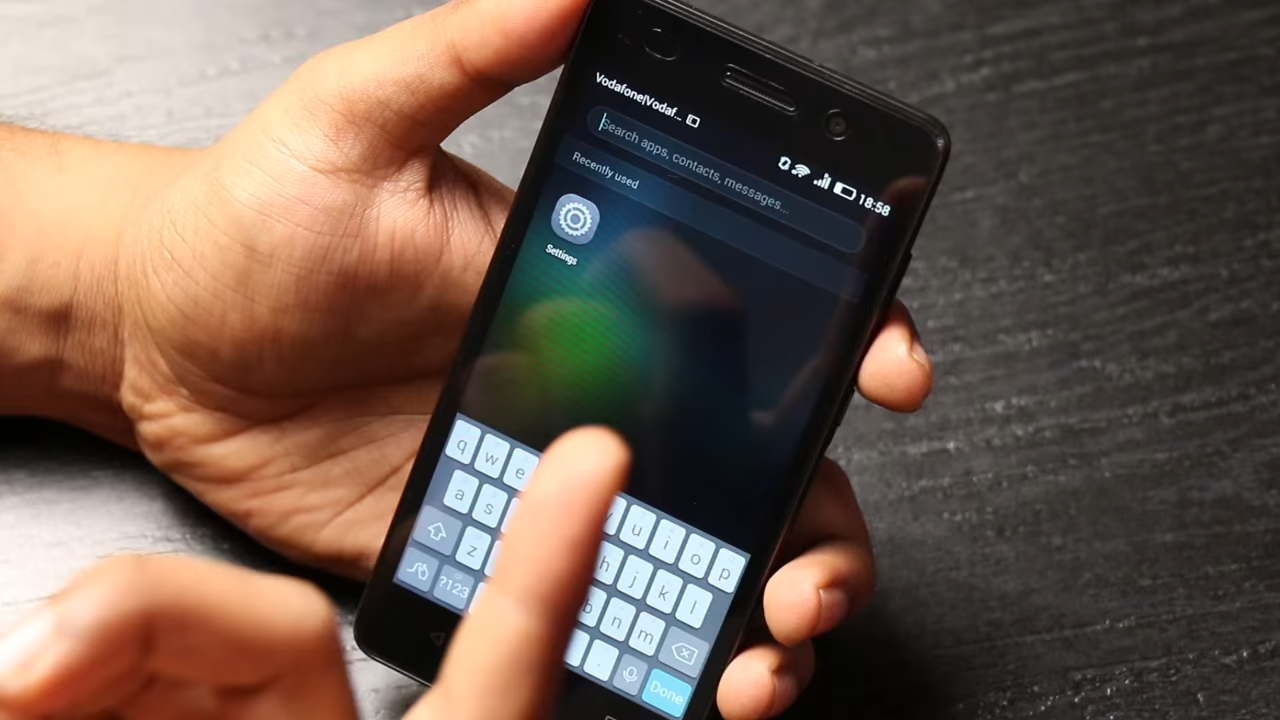 Vodafone|Vodaf...
18:58
Search apps, contacts, messages...
Recently used
Settings
q w e u i o p
a s h j k l
z b n m
?123 . Done